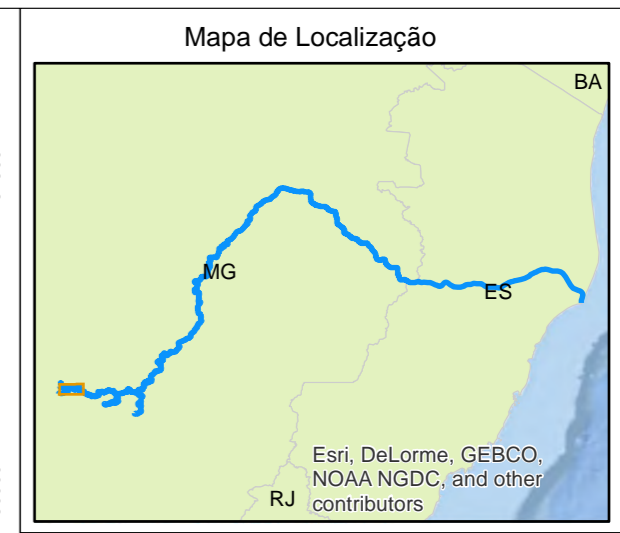 Mapa de Localização
BA
MG
ES
Esri, DeLorme, GEBCO,
NOAA NGDC, and other
RJ contributors